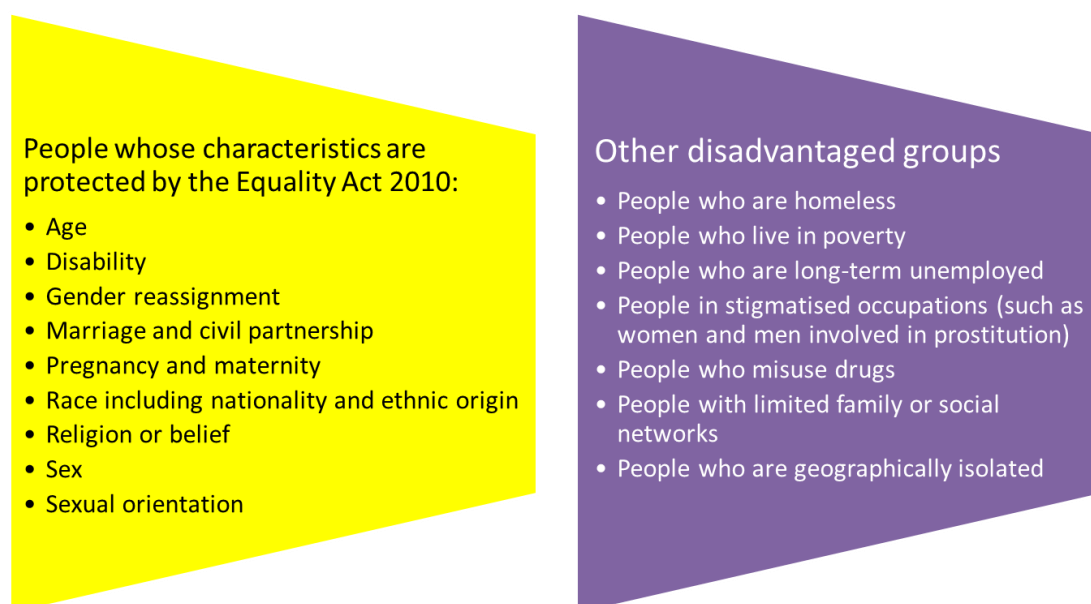 People whose characteristics are
protected by the Equality Act 2010:
• Age
• Disability
• Gender reassignment
• Marriage and civil partnership
• Pregnancy and maternity
• Race including nationality and ethnic origin
• Religion or belief
• Sex
• Sexual orientation
Other disadvantaged groups
• People who are homeless
• People who live in poverty
• People who are long-term unemployed
• People in stigmatised occupations (such as
women and men involved in prostitution)
• People who misuse drugs
• People with limited family or social
networks
• People who are geographically isolated